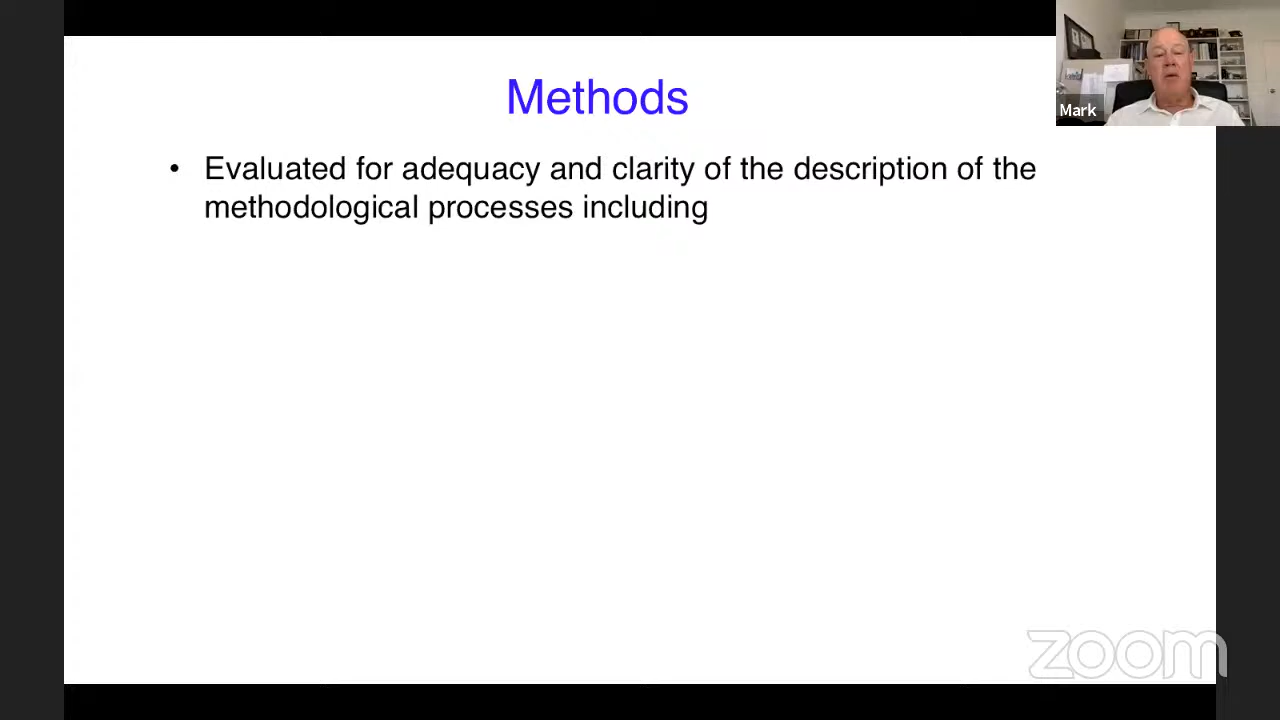 Methods
Mark
• Evaluated for adequacy and clarity of the description of the
methodological processes including
zoom